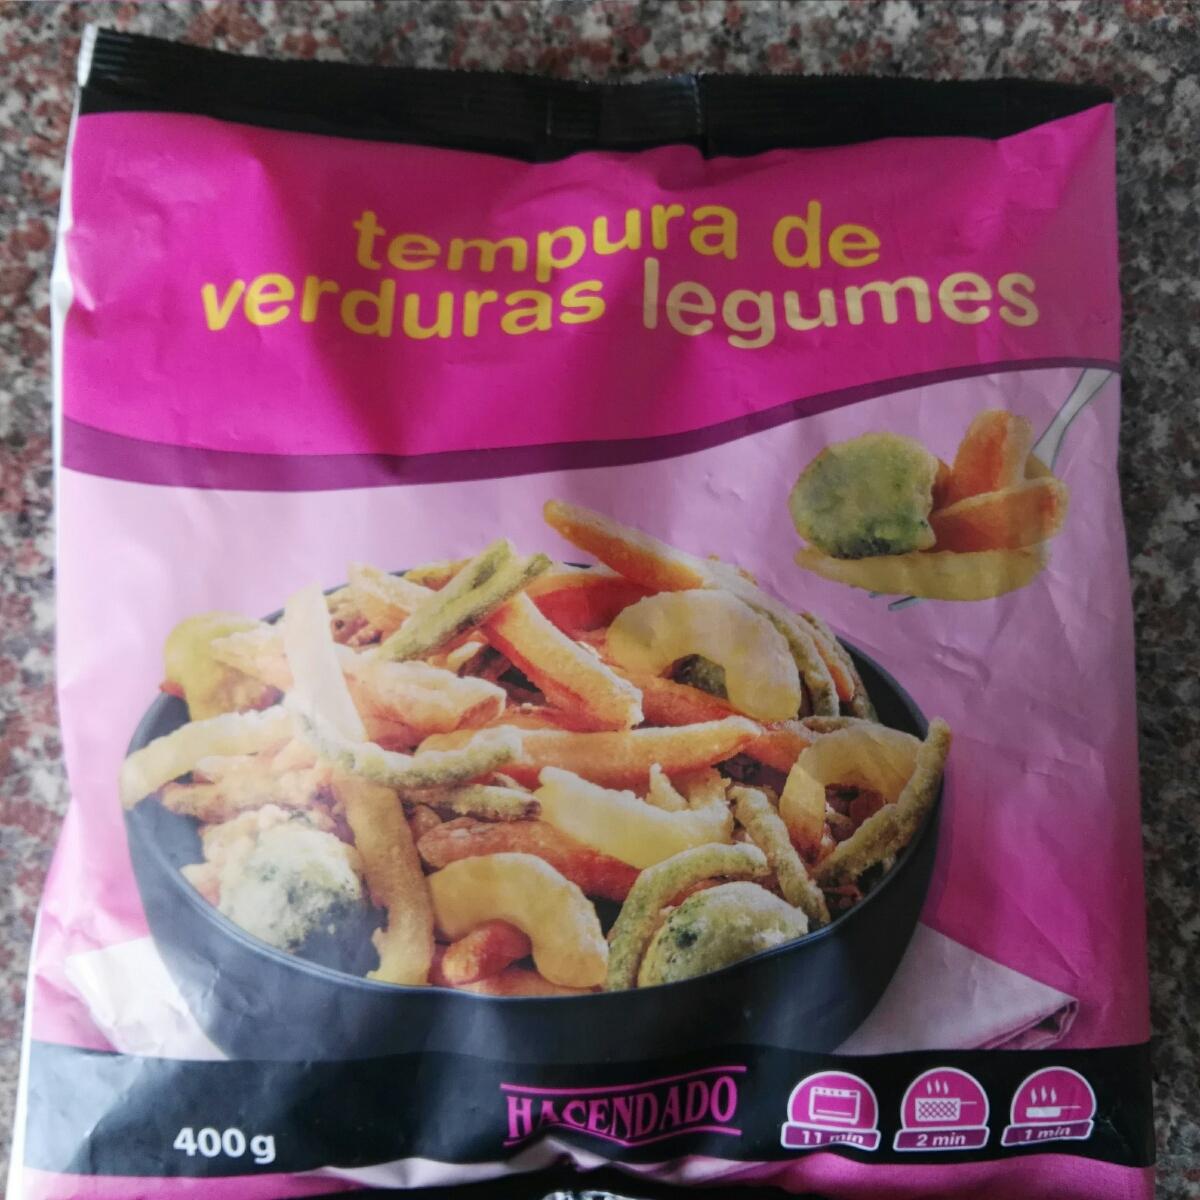 tempura de
verduras legumes
400g
HACENDADO
11 min
2 min
1 min